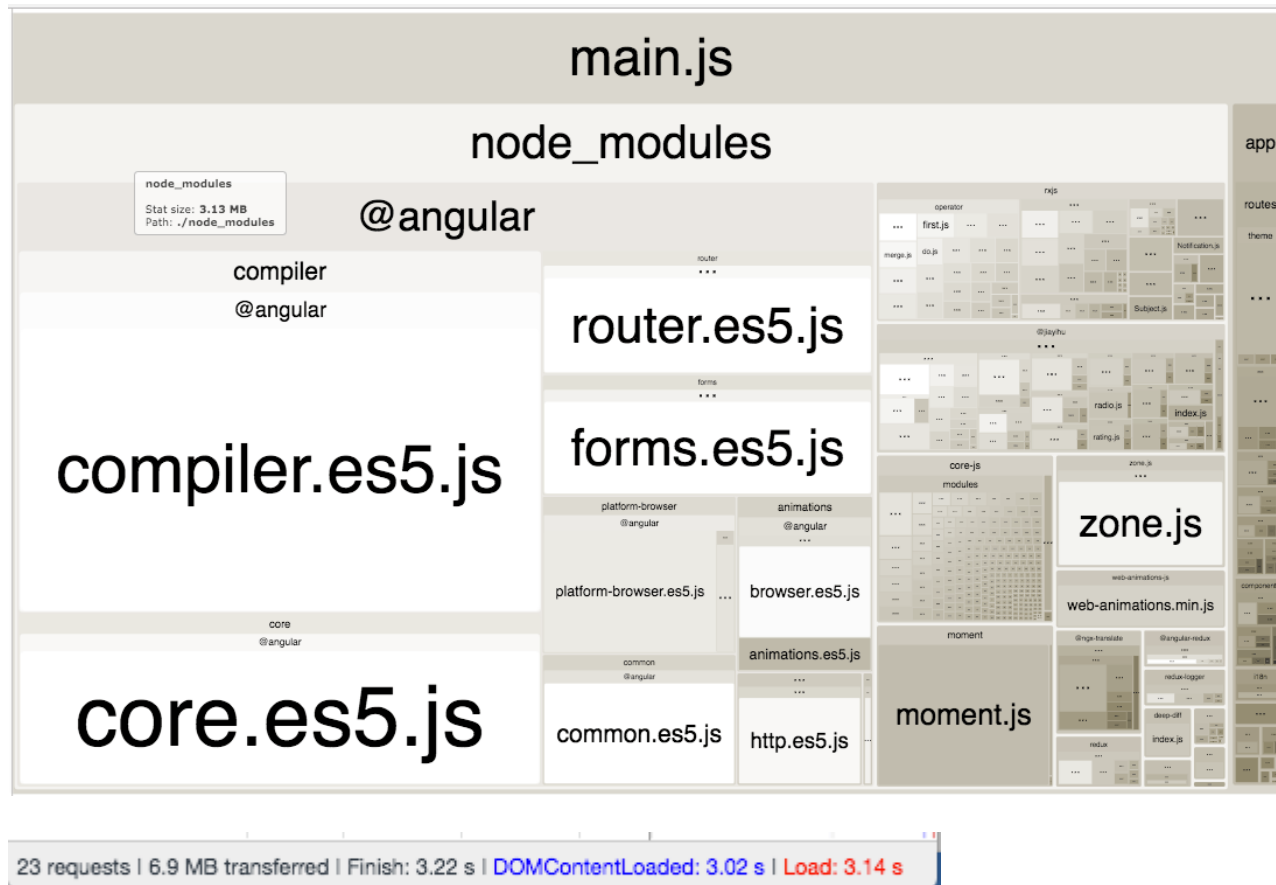 main.js
node_modules
app
node_modules
Stat size: 3.13 MB
Path: ./node_modules
@angular
compiler
@angular
compiler.es5.js
core
@angular
core.es5.js
router
...
router.es5.js
forms
...
forms.es5.js
platform-browser
@angular
platform-browser.es5.js
...
animations
@angular
...
browser.es5.js
animations.es5.js
common
@angular
common.es5.js
...
...
http.es5.js
rxjs
operator
first.js
merge.js
do.js
Notification.js
Subject.js
@jiayihu
...
radio.js
index.js
rating.js
core-js
modules
zone.js
...
zone.js
web-animations-js
web-animations.min.js
moment
moment.js
@ngx-translate
...
@angular-redux
redux-logger
deep-diff
index.js
redux
routes
theme
...
component
i18n
23 requests | 6.9 MB transferred | Finish: 3.22 s | DOMContentLoaded: 3.02 s | Load: 3.14 s